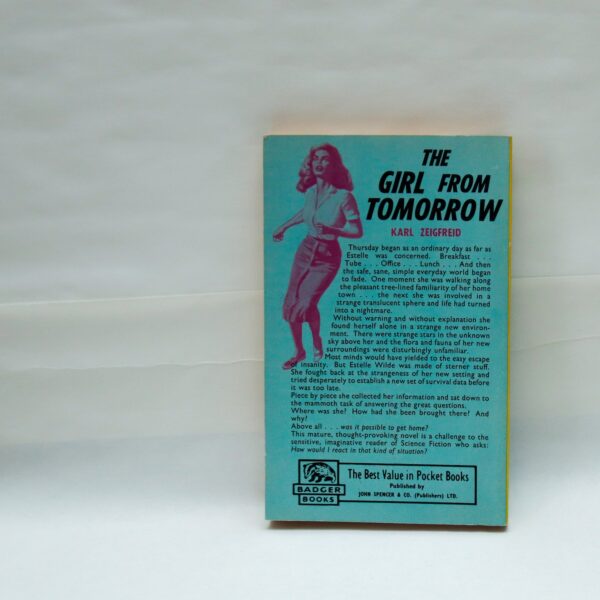 THE
GIRL FROM
TOMORROW
KARL ZEIGFREID
Thursday began as an ordinary day as far as
Estelle was concerned. Breakfast . . .
Tube . . . Office . . . Lunch . . . And then
the safe, sane, simple everyday world began
to fade. One moment she was walking along
the pleasant tree-lined familiarity of her home
town . . . the next she was involved in a
strange translucent sphere and life had turned
into a nightmare.
Without warning and without explanation she
found herself alone in a strange new environ-
ment. There were strange stars in the unknown
sky above her and the flora and fauna of her new
surroundings were disturbingly unfamiliar.
Most minds would have yielded to the easy escape
of insanity. But Estelle Wilde was made of sterner stuff.
She fought back at the strangeness of her new setting and
tried desperately to establish a new set of survival data before
it was too late.
Piece by piece she collected her information and sat down to
the mammoth task of answering the great questions.
Where was she? How had she been brought there? And
why?
Above all . . . was it possible to get home?
This mature, thought-provoking novel is a challenge to the
sensitive, imaginative reader of Science Fiction who asks:
How would I react in that kind of situation?
BADGER
BOOKS
The Best Value in Pocket Books
Published by
JOHN SPENCER & CO. (Publishers) LTD.